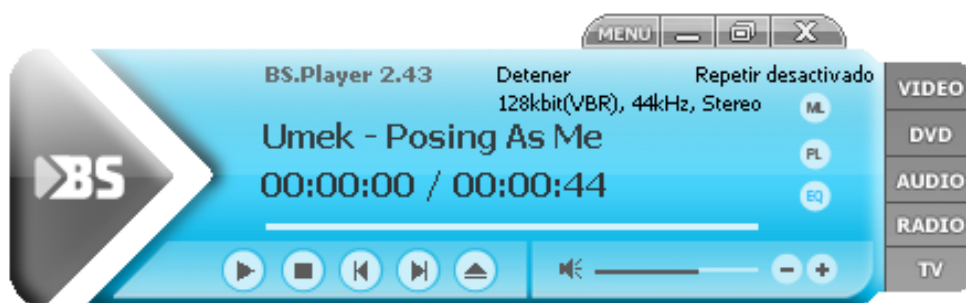 MENU
BS.Player 2.43 Detener Repetir desactivado
128kbit(VBR), 44kHz, Stereo
ML
Umek - Posing As Me
PL
00:00:00 / 00:00:44
EQ
BS
VIDEO
DVD
AUDIO
RADIO
TV